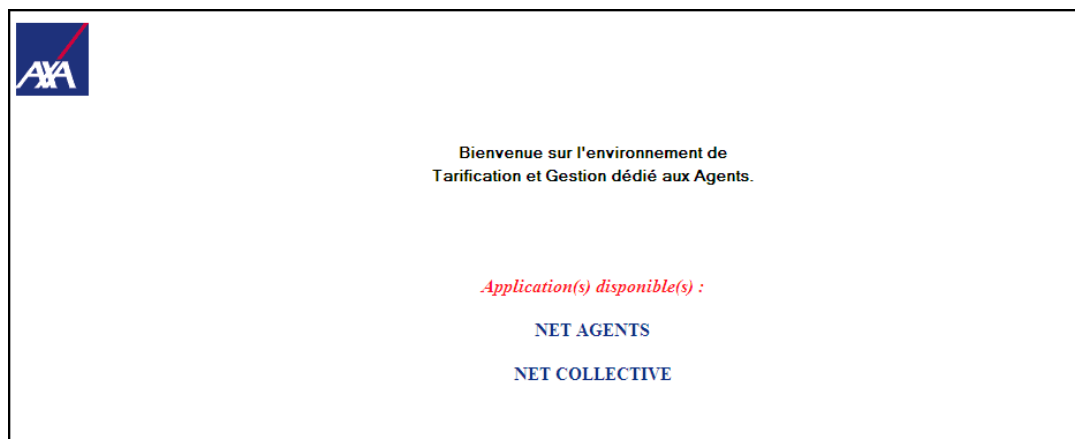 AXA
Bienvenue sur l'environnement de
Tarification et Gestion dédié aux Agents.
Application(s) disponible(s) :
NET AGENTS
NET COLLECTIVE